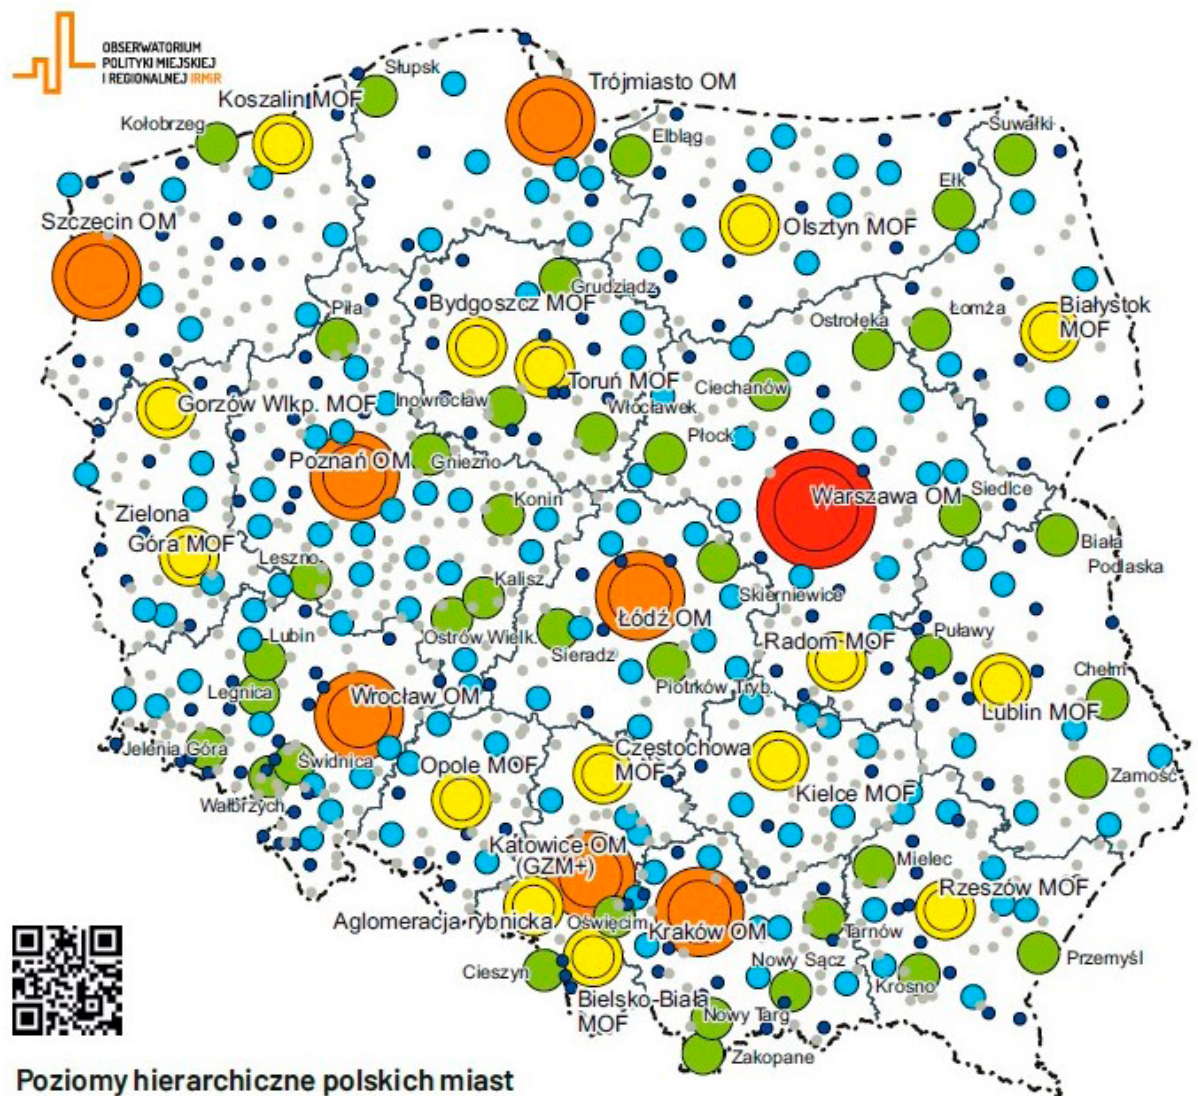 OBSERWATORIUM
POLITYKI MIEJSKIEJ
I REGIONALNEJ IRMiR
Słupsk
Trójmiasto OM
Koszalin MOF
Kołobrzeg
Elbląg
Suwałki
Ełk
Szczecin OM
Olsztyn MOF
Grudziądz
Bydgoszcz MOF
Piła
Ostrołęka
Łomża
Białystok
MOF
Toruń MOF
Ciechanów
Gorzów Wlkp. MOF
Inowrocław
Włocławek
Płock
Poznań OM
Gniezno
Konin
Warszawa OM
Siedlce
Zielona
Góra MOF
Biała
Podlaska
Leszno
Kalisz
Skierniewice
Łódź OM
Ostrów Wielk.
Sieradz
Lubin
Radom MOF
Puławy
Chełm
Legnica
Wrocław OM
Piotrków Tryb.
Lublin MOF
Jelenia Góra
Świdnica
Opole MOF
Częstochowa
MOF
Zamość
Wałbrzych
Kielce MOF
Katowice OM
(GZM+)
Mielec
Rzeszów MOF
Aglomeracja rybnicka
Oświęcim
Kraków OM
Tarnów
Cieszyn
Nowy Sącz
Krosno
Przemyśl
Bielsko-Biała
MOF
Nowy Targ
Zakopane
Poziomy hierarchiczne polskich miast